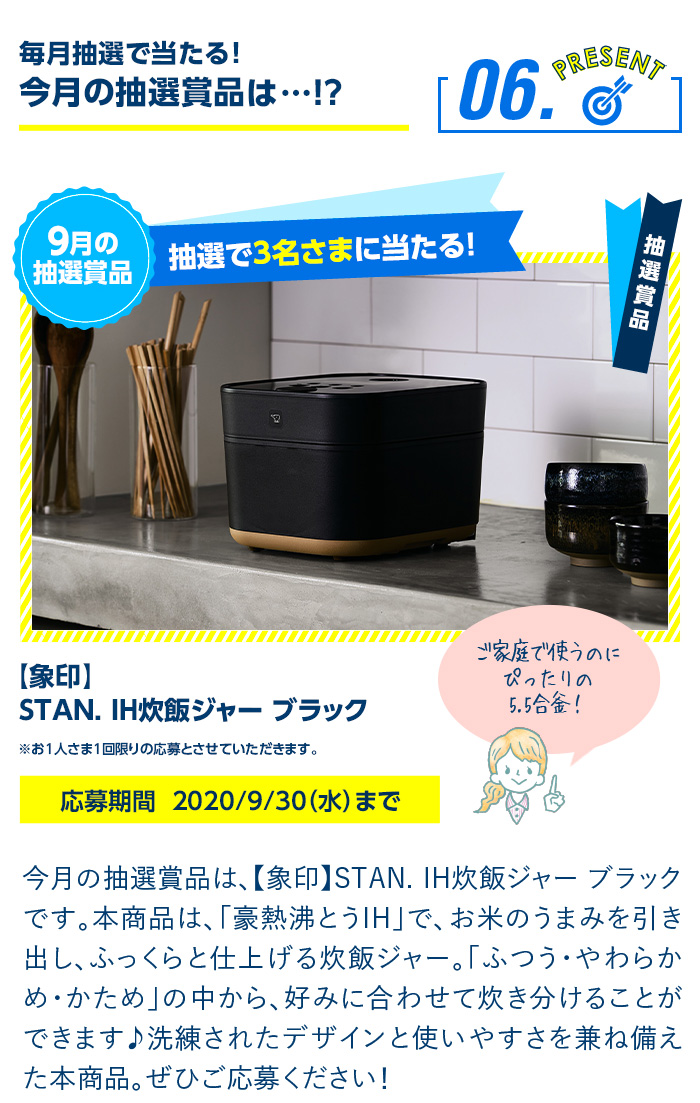 毎月抽選で当たる！
今月の抽選賞品は…!?
06.
PRESENT
9月の
抽選賞品
抽選で3名さまに当たる！
抽選賞品
【象印】
STAN. IH炊飯ジャー ブラック
※お1人さま1回限りの応募とさせていただきます。
ご家庭で使うのに
ぴったりの
5.5合釜！
応募期間 2020/9/30（水）まで
今月の抽選賞品は、【象印】STAN. IH炊飯ジャー ブラック
です。本商品は、「豪熱沸とうIH」で、お米のうまみを引き
出し、ふっくらと仕上げる炊飯ジャー。「ふつう・やわらか
め・かため」の中から、好みに合わせて炊き分けることが
できます♪洗練されたデザインと使いやすさを兼ね備え
た本商品。ぜひご応募ください！